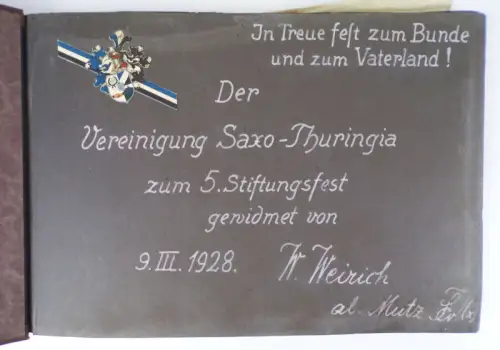 In Treue fest zum Bunde
und zum Vaterland!
Der
Vereinigung Saxo-Thuringia
zum 5. Stiftungsfest
gewidmet von
9. III. 1928. W. Weirich
al. Mutz